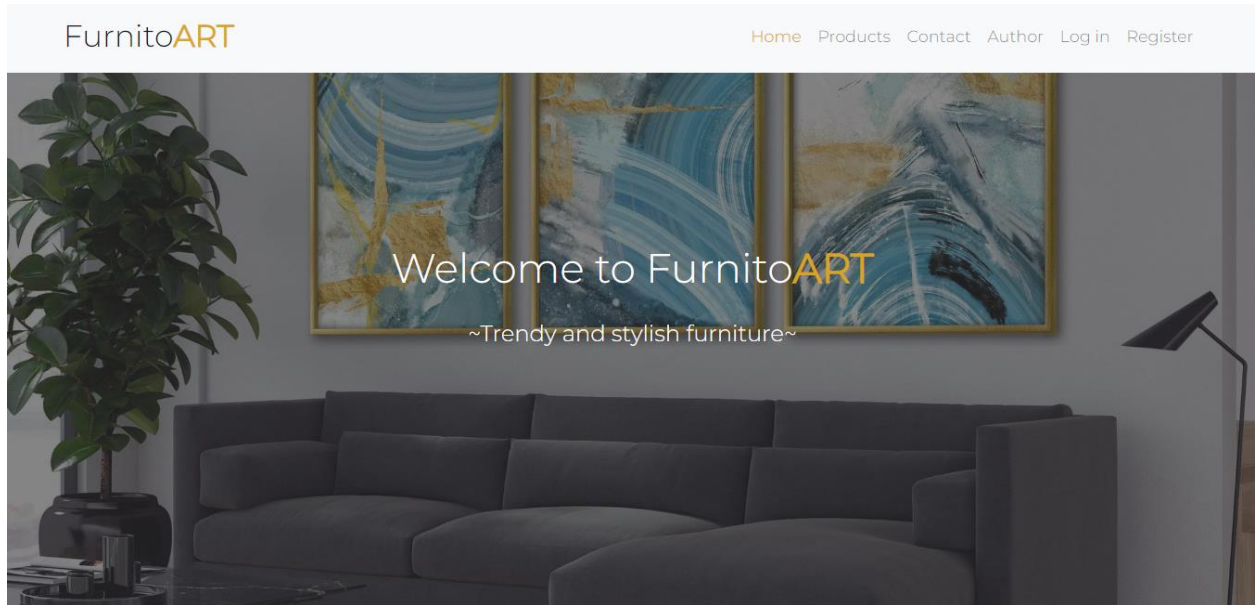 FurnitoART
Home Products Contact Author Log in Register
Welcome to FurnitoART
~Trendy and stylish furniture~